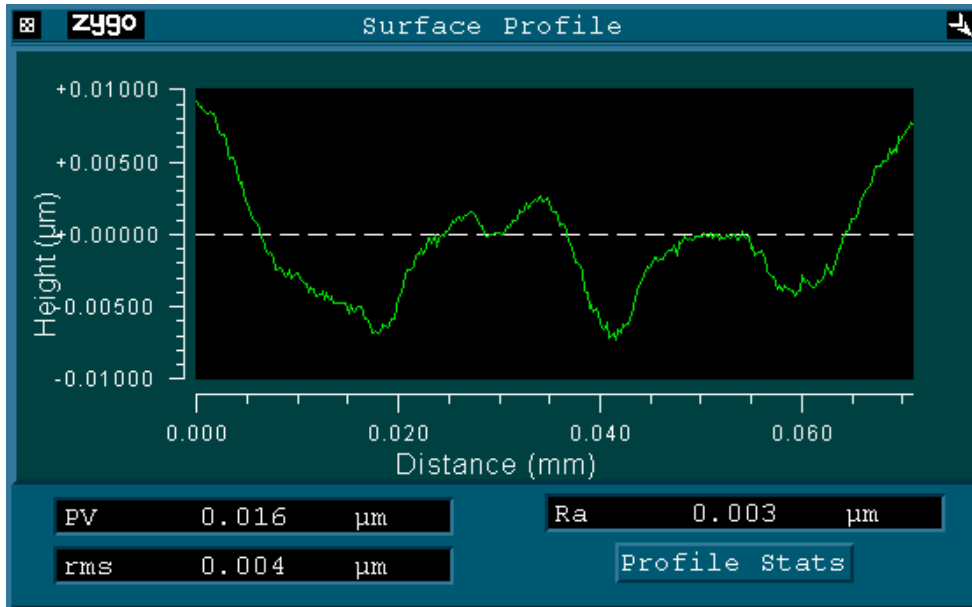 zygo Surface Profile
+0.01000
+0.00500
+0.00000
-0.00500
-0.01000
Height (µm)
0.000 0.020 0.040 0.060
Distance (mm)
PV 0.016 µm
Ra 0.003 µm
rms 0.004 µm
Profile Stats